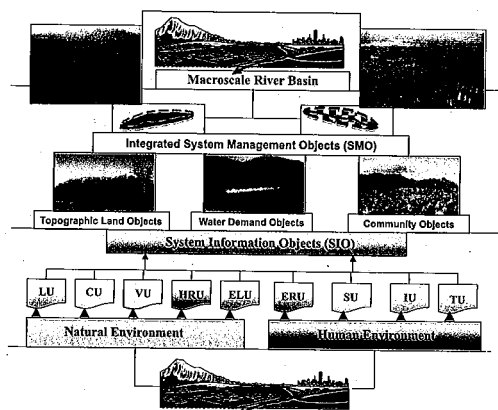 Macroscale River Basin
Integrated System Management Objects (SMO)
Topographic Land Objects
Water Demand Objects
Community Objects
System Information Objects (SIO)
LU
CU
VU
HRU
ELU
ERU
SU
IU
TU
Natural Environment
Human Environment